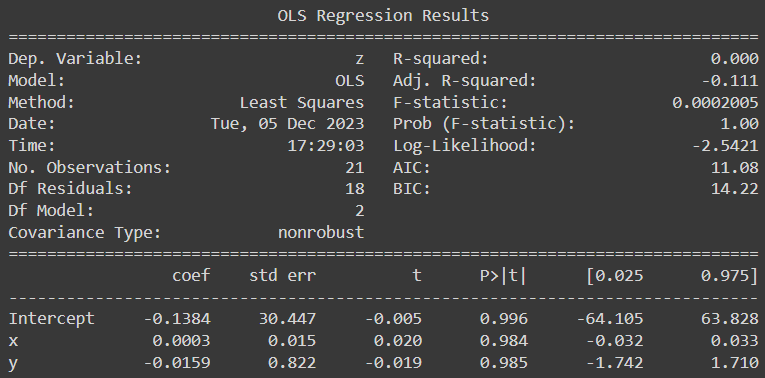 OLS Regression Results
==============================================================================
Dep. Variable: z R-squared: 0.000
Model: OLS Adj. R-squared: -0.111
Method: Least Squares F-statistic: 0.0002005
Date: Tue, 05 Dec 2023 Prob (F-statistic): 1.00
Time: 17:29:03 Log-Likelihood: -2.5421
No. Observations: 21 AIC: 11.08
Df Residuals: 18 BIC: 14.22
Df Model: 2
Covariance Type: nonrobust
==============================================================================
coef std err t P>|t| [0.025 0.975]
------------------------------------------------------------------------------
Intercept -0.1384 30.447 -0.005 0.996 -64.105 63.828
x 0.0003 0.015 0.020 0.984 -0.032 0.033
y -0.0159 0.822 -0.019 0.985 -1.742 1.710